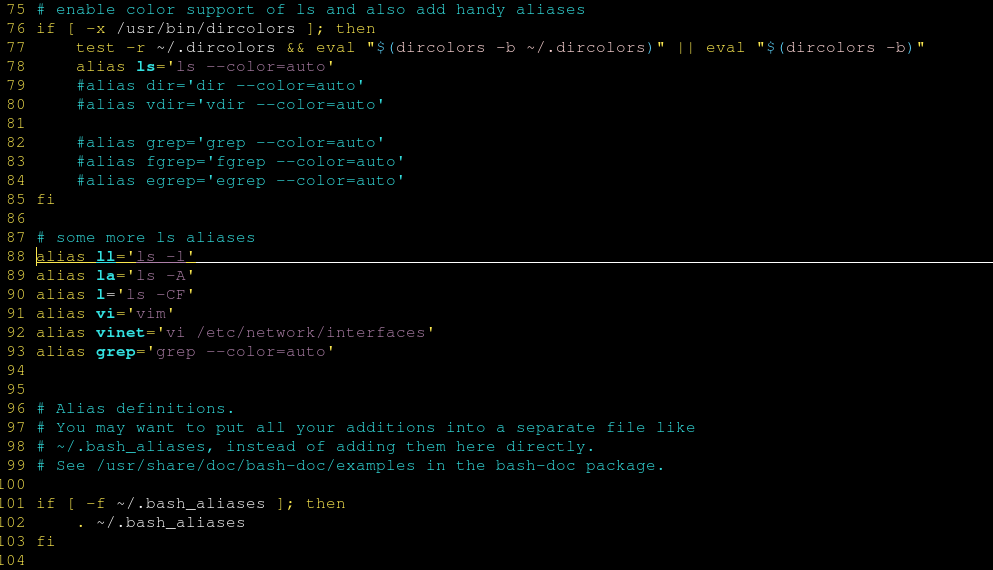 75 # enable color support of ls and also add handy aliases
76 if [ -x /usr/bin/dircolors ]; then
77     test -r ~/.dircolors && eval "$(dircolors -b ~/.dircolors)" || eval "$(dircolors -b)"
78     alias ls='ls --color=auto'
79     #alias dir='dir --color=auto'
80     #alias vdir='vdir --color=auto'
81
82     #alias grep='grep --color=auto'
83     #alias fgrep='fgrep --color=auto'
84     #alias egrep='egrep --color=auto'
85 fi
86
87 # some more ls aliases
88 alias ll='ls -l'
89 alias la='ls -A'
90 alias l='ls -CF'
91 alias vi='vim'
92 alias vinet='vi /etc/network/interfaces'
93 alias grep='grep --color=auto'
94
95
96 # Alias definitions.
97 # You may want to put all your additions into a separate file like
98 # ~/.bash_aliases, instead of adding them here directly.
99 # See /usr/share/doc/bash-doc/examples in the bash-doc package.
100
101 if [ -f ~/.bash_aliases ]; then
102     . ~/.bash_aliases
103 fi
104